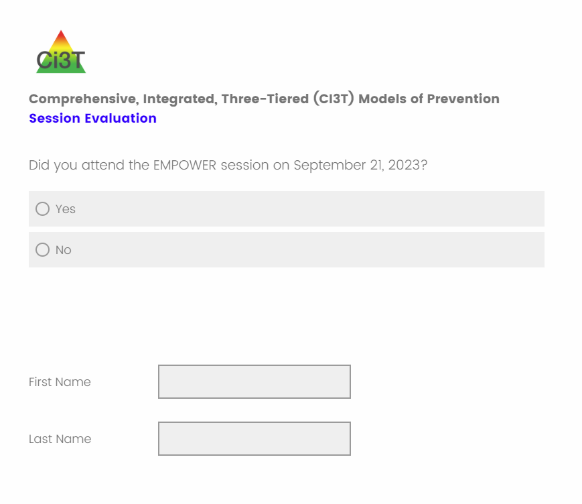 Ci3T
Comprehensive, Integrated, Three-Tiered (CI3T) Models of Prevention
Session Evaluation
Did you attend the EMPOWER session on September 21, 2023?
Yes
No
First Name
Last Name